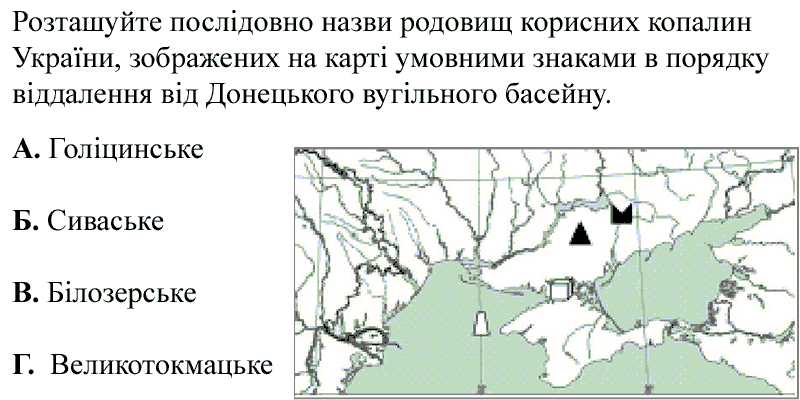 Розташуйте послідовно назви родовищ корисних копалин
України, зображених на карті умовними знаками в порядку
віддалення від Донецького вугільного басейну.
А. Голіцинське
Б. Сиваське
В. Білозерське
Г. Великотокмацьке